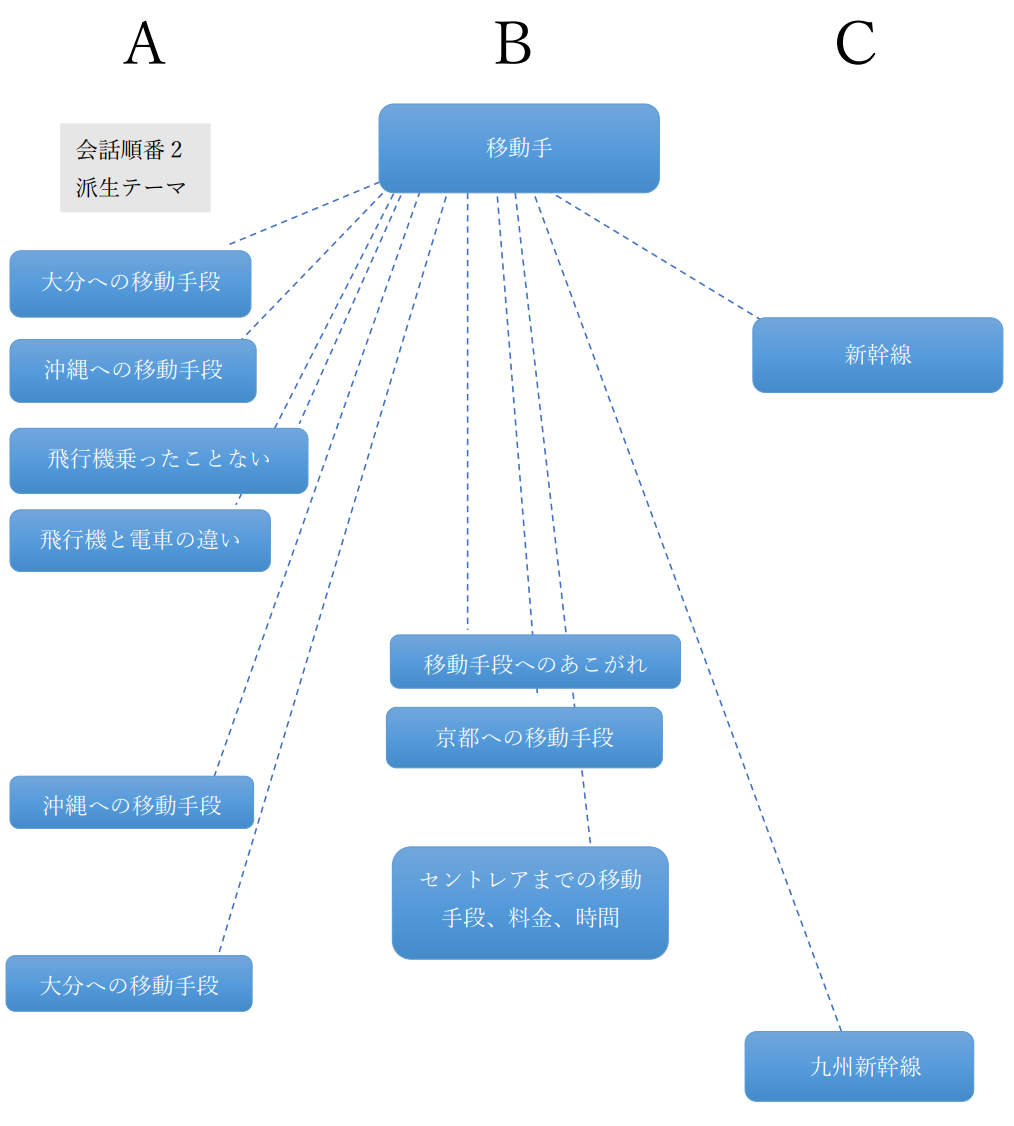 A
B
C
会話順番2
派生テーマ
移動手
大分への移動手段
沖縄への移動手段
新幹線
飛行機乗ったことない
飛行機と電車の違い
移動手段へのあこがれ
京都への移動手段
沖縄への移動手段
セントレアまでの移動
手段、料金、時間
大分への移動手段
九州新幹線